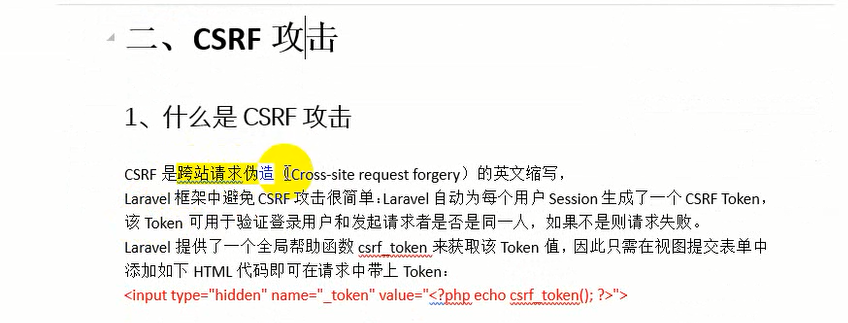 二、CSRF 攻击
1、什么是 CSRF 攻击
CSRF 是跨站请求伪造（Cross-site request forgery）的英文缩写，
Laravel 框架中避免 CSRF 攻击很简单：Laravel 自动为每个用户 Session 生成了一个 CSRF Token，
该 Token 可用于验证登录用户和发起请求者是否是同一人，如果不是则请求失败。
Laravel 提供了一个全局帮助函数 csrf_token 来获取该 Token 值，因此只需在视图提交表单中
添加如下 HTML 代码即可在请求中带上 Token：
<input type="hidden" name="_token" value="<?php echo csrf_token(); ?>">